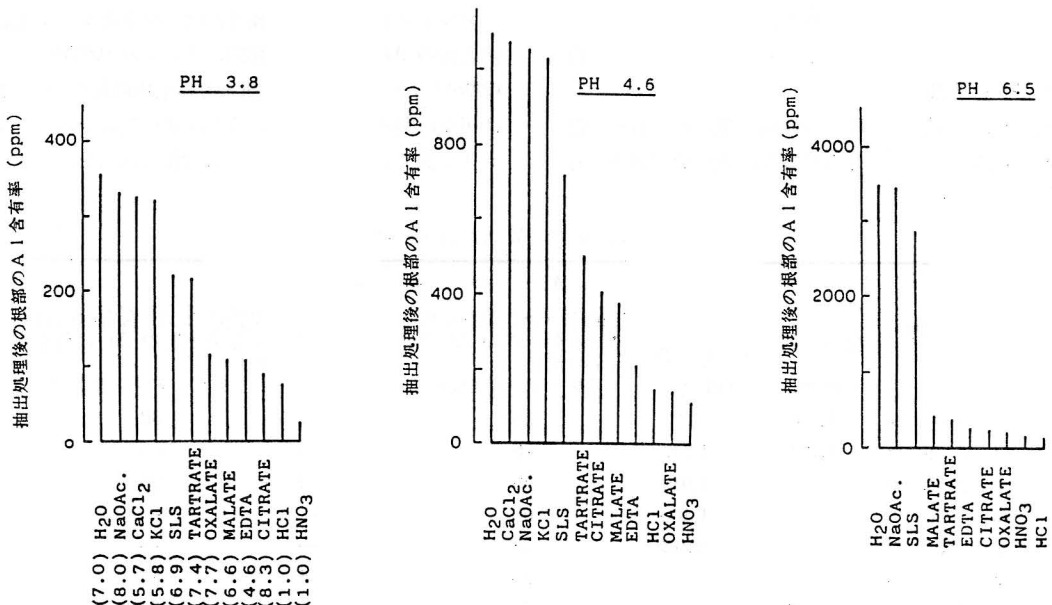 PH 3.8
抽出処理後の根部のAl含有率 (ppm)
400
200
0
(7.0) H2O
(8.0) NaOAc.
(5.7) CaCl2
(5.8) KCl
(6.9) SLS
(7.4) TARTRATE
(7.7) OXALATE
(6.6) MALATE
(4.6) EDTA
(8.3) CITRATE
(1.0) HCl
(1.0) HNO3
PH 4.6
抽出処理後の根部のAl含有率 (ppm)
800
400
0
H2O
CaCl2
NaOAc.
KCl
SLS
TARTRATE
CITRATE
MALATE
EDTA
HCl
OXALATE
HNO3
PH 6.5
抽出処理後の根部のAl含有率 (ppm)
4000
2000
0
H2O
NaOAc.
SLS
MALATE
TARTRATE
EDTA
CITRATE
OXALATE
HNO3
HCl